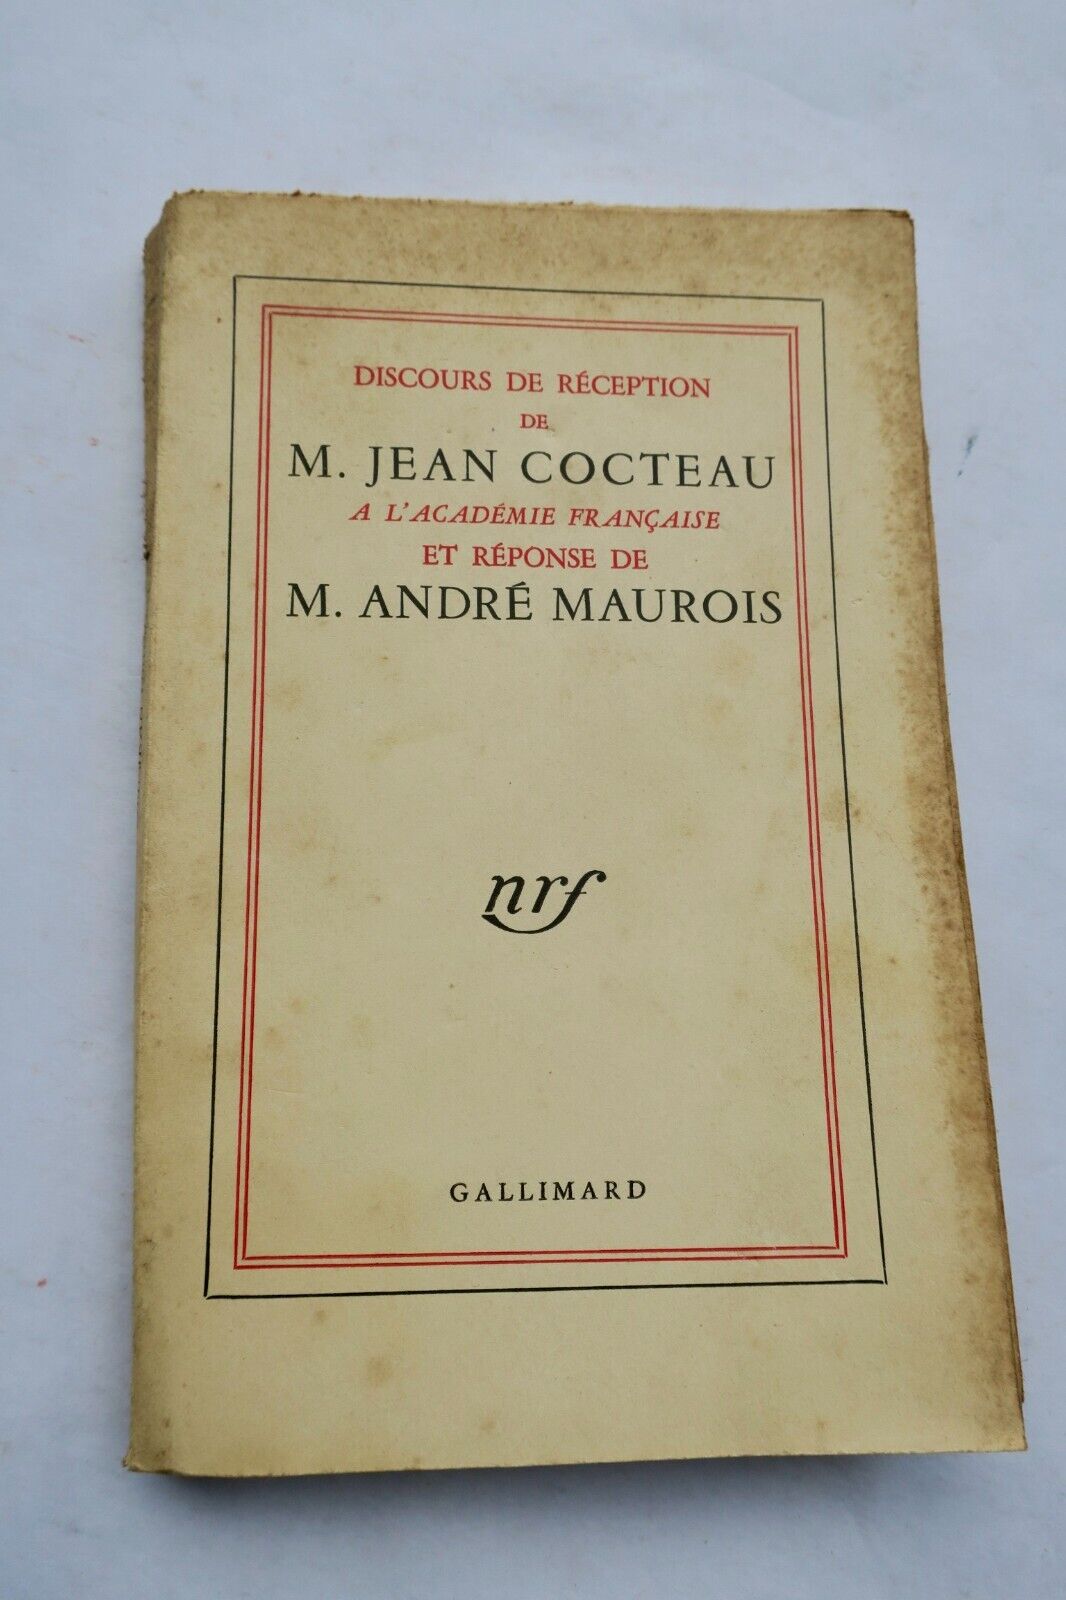 DISCOURS DE RÉCEPTION
DE
M. JEAN COCTEAU
A L'ACADÉMIE FRANÇAISE
ET RÉPONSE DE
M. ANDRÉ MAUROIS
nrf
GALLIMARD